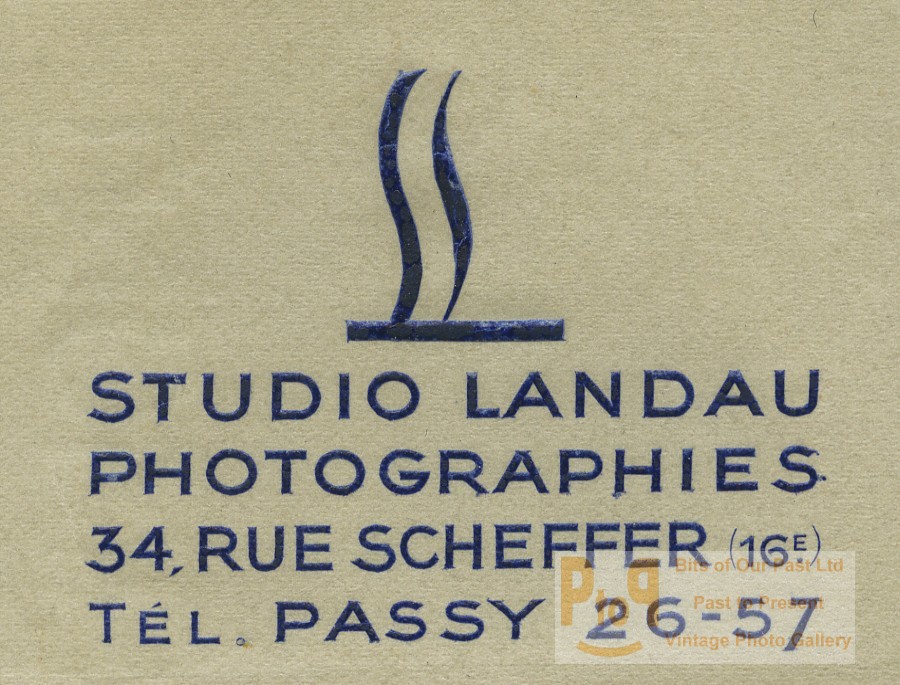 STUDIO LANDAU
PHOTOGRAPHIES
34, RUE SCHEFFER (16E)
TÉL. PASSY 26-57
PtoP
Bits of Our Past Ltd
Past to Present
Vintage Photo Gallery